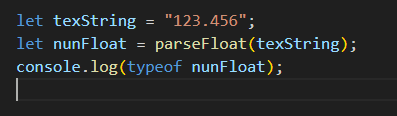 let texString = "123.456";
let nunFloat = parseFloat(texString);
console.log(typeof nunFloat);